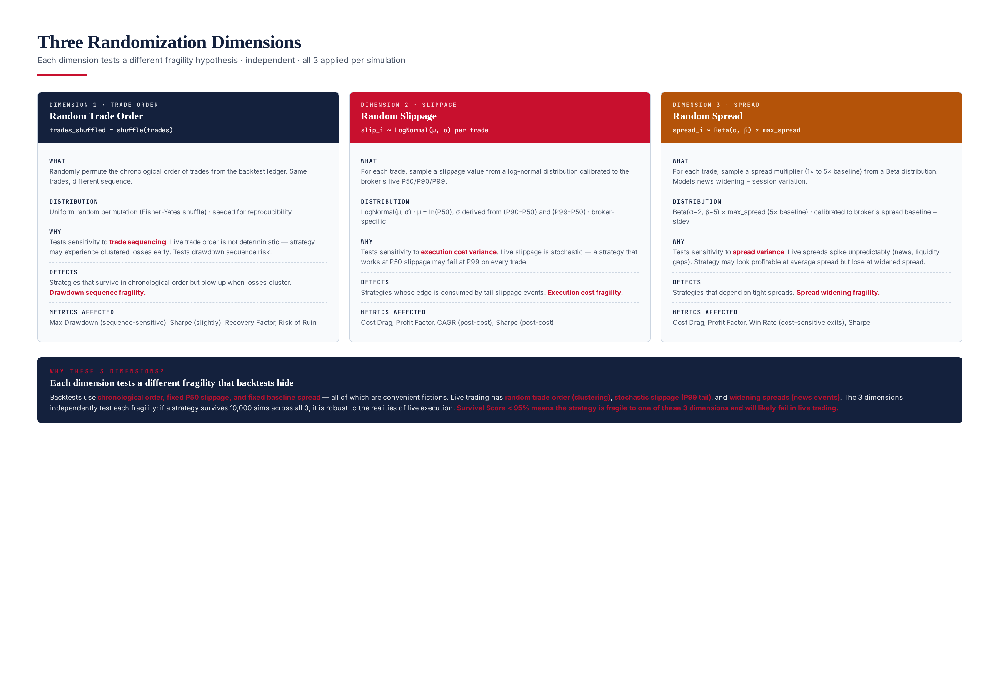 Three Randomization Dimensions
Each dimension tests a different fragility hypothesis · independent · all 3 applied per simulation
DIMENSION 1 · TRADE ORDER
Random Trade Order
trades_shuffled = shuffle(trades)
WHAT
Randomly permute the chronological order of trades from the backtest ledger. Same
trades, different sequence.
DISTRIBUTION
Uniform random permutation (Fisher-Yates shuffle) · seeded for reproducibility
WHY
Tests sensitivity to trade sequencing. Live trade order is not deterministic — strategy
may experience clustered losses early. Tests drawdown sequence risk.
DETECTS
Strategies that survive in chronological order but blow up when losses cluster.
Drawdown sequence fragility.
METRICS AFFECTED
Max Drawdown (sequence-sensitive), Sharpe (slightly), Recovery Factor, Risk of Ruin
DIMENSION 2 · SLIPPAGE
Random Slippage
slip_i ~ LogNormal(μ, σ) per trade
WHAT
For each trade, sample a slippage value from a log-normal distribution calibrated to the
broker's live P50/P90/P99.
DISTRIBUTION
LogNormal(μ, σ) · μ = ln(P50), σ derived from (P90-P50) and (P99-P50) · broker-
specific
WHY
Tests sensitivity to execution cost variance. Live slippage is stochastic — a strategy that
works at P50 slippage may fail at P99 on every trade.
DETECTS
Strategies whose edge is consumed by tail slippage events. Execution cost fragility.
METRICS AFFECTED
Cost Drag, Profit Factor, CAGR (post-cost), Sharpe (post-cost)
DIMENSION 3 · SPREAD
Random Spread
spread_i ~ Beta(α, β) × max_spread
WHAT
For each trade, sample a spread multiplier (1× to 5× baseline) from a Beta distribution.
Models news widening + session variation.
DISTRIBUTION
Beta(α=2, β=5) × max_spread (5× baseline) · calibrated to broker's spread baseline +
stdev
WHY
Tests sensitivity to spread variance. Live spreads spike unpredictably (news, liquidity
gaps). Strategy may look profitable at average spread but lose at widened spread.
DETECTS
Strategies that depend on tight spreads. Spread widening fragility.
METRICS AFFECTED
Cost Drag, Profit Factor, Win Rate (cost-sensitive exits), Sharpe
WHY THESE 3 DIMENSIONS?
Each dimension tests a different fragility that backtests hide
Backtests use chronological order, fixed P50 slippage, and fixed baseline spread — all of which are convenient fictions. Live trading has random trade order (clustering), stochastic slippage (P99 tail), and widening spreads (news events). The 3 dimensions
independently test each fragility: if a strategy survives 10,000 sims across all 3, it is robust to the realities of live execution. Survival Score < 95% means the strategy is fragile to one of these 3 dimensions and will likely fail in live trading.